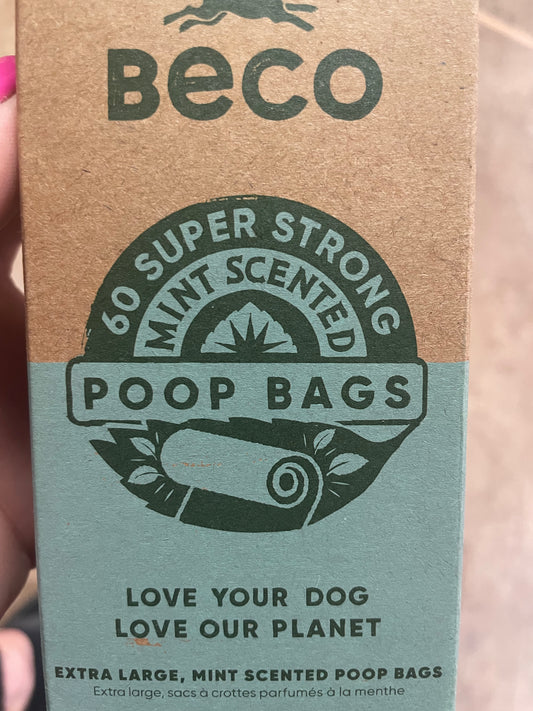 BeCO
60 SUPER STRONG
MINT SCENTED
POOP BAGS
LOVE YOUR DOG
LOVE OUR PLANET
EXTRA LARGE, MINT SCENTED POOP BAGS
Extra large, sacs à crottes parfumés à la menthe